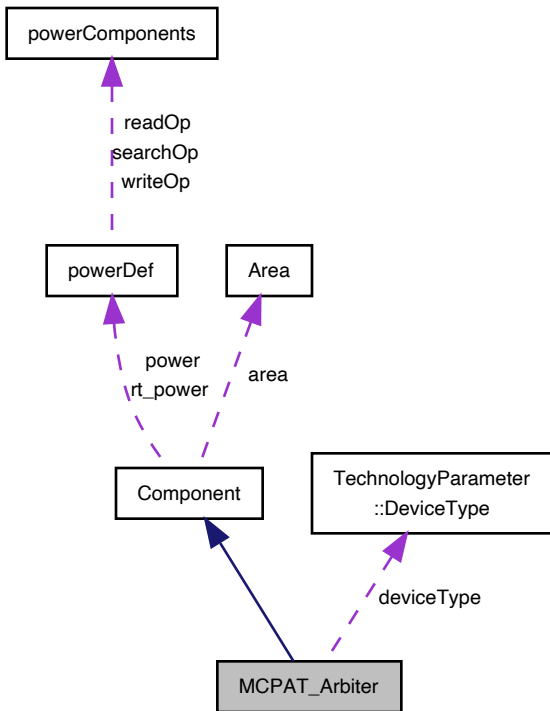 powerComponents
readOp
searchOp
writeOp
powerDef
Area
power
rt_power
area
Component
TechnologyParameter
::DeviceType
deviceType
MCPAT_Arbiter